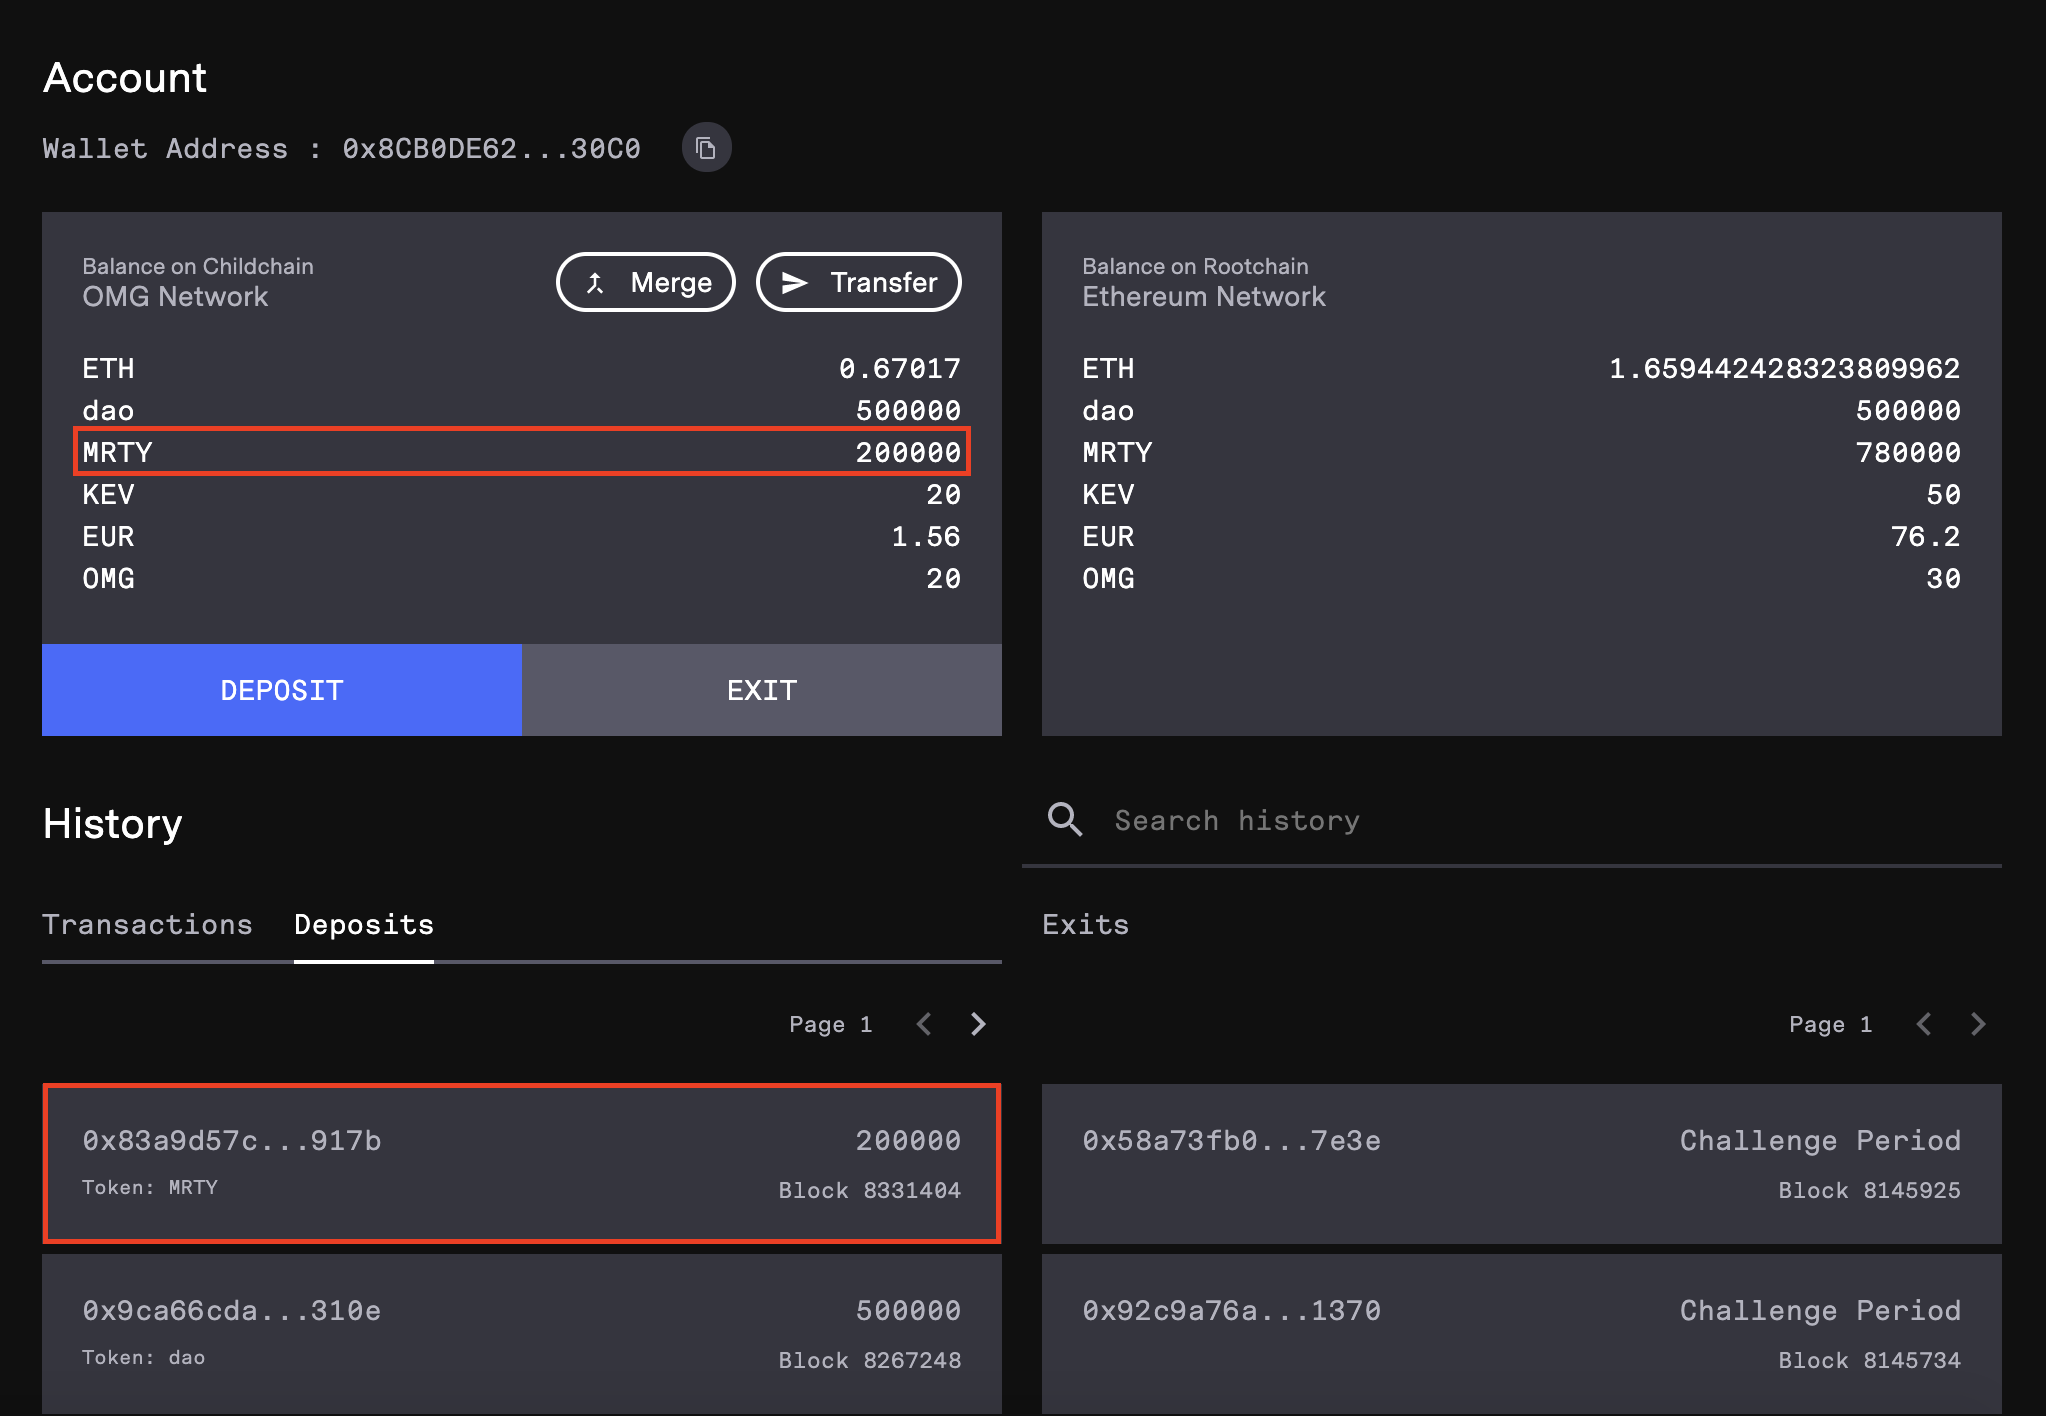 Account
Wallet Address : 0x8CB0DE62...30C0
Balance on Childchain
OMG Network
Merge
Transfer
ETH 0.67017
dao 500000
MRTY 200000
KEV 20
EUR 1.56
OMG 20
DEPOSIT
EXIT
Balance on Rootchain
Ethereum Network
ETH 1.659442428323809962
dao 500000
MRTY 780000
KEV 50
EUR 76.2
OMG 30
History
Search history
Transactions
Deposits
Page 1
0x83a9d57c...917b 200000
Token: MRTY Block 8331404
0x9ca66cda...310e 500000
Token: dao Block 8267248
Exits
Page 1
0x58a73fb0...7e3e Challenge Period
Block 8145925
0x92c9a76a...1370 Challenge Period
Block 8145734